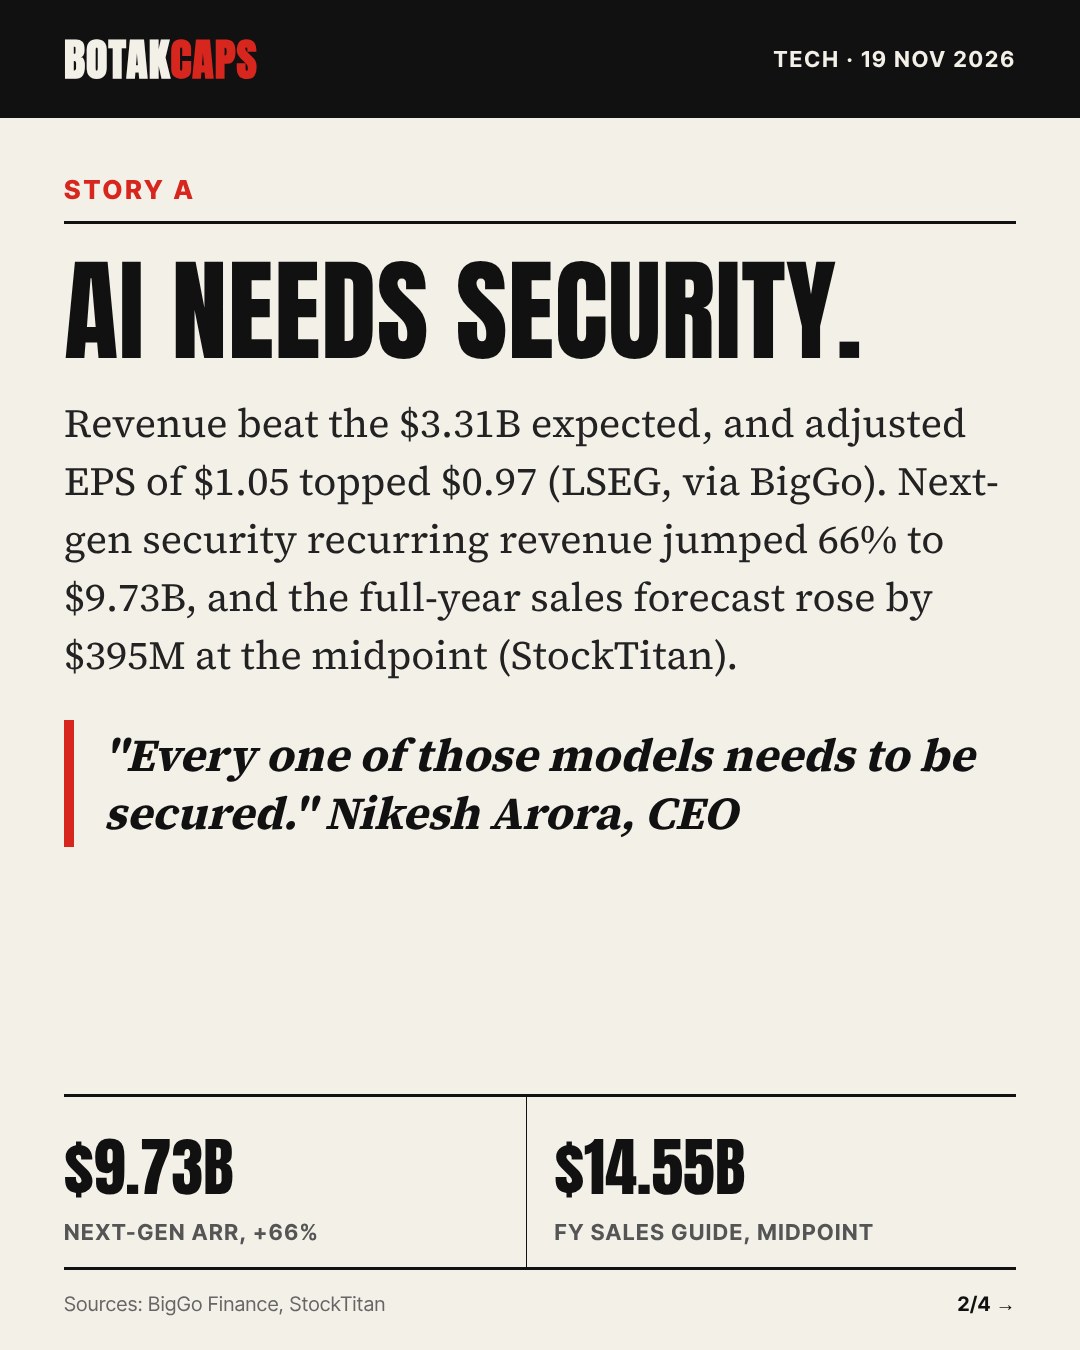 BOTAKCAPS
TECH · 19 NOV 2026
STORY A
AI NEEDS SECURITY.
Revenue beat the $3.31B expected, and adjusted
EPS of $1.05 topped $0.97 (LSEG, via BigGo). Next-
gen security recurring revenue jumped 66% to
$9.73B, and the full-year sales forecast rose by
$395M at the midpoint (StockTitan).
"Every one of those models needs to be
secured." Nikesh Arora, CEO
$9.73B
NEXT-GEN ARR, +66%
$14.55B
FY SALES GUIDE, MIDPOINT
Sources: BigGo Finance, StockTitan
2/4 →